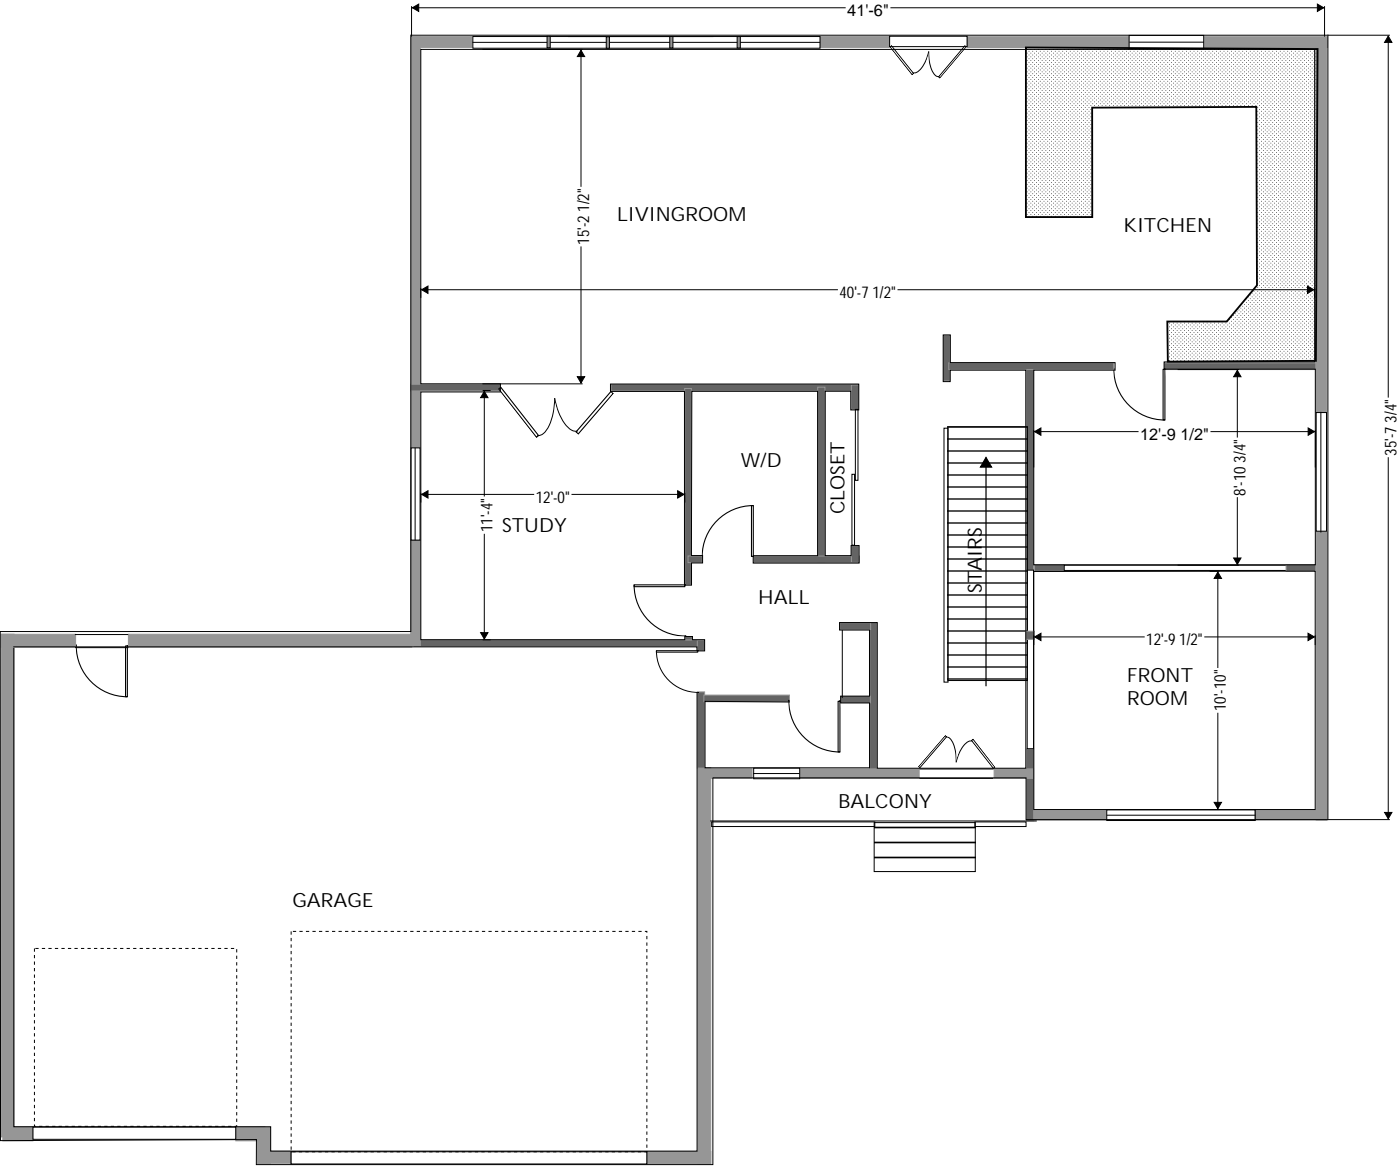 41'-6"
15'-2 1/2"
LIVINGROOM
KITCHEN
40'-7 1/2"
35'-7 3/4"
12'-9 1/2"
8'-10 3/4"
W/D
CLOSET
12'-0"
11'-4"
STUDY
STAIRS
HALL
12'-9 1/2"
FRONT
ROOM
10'-10"
BALCONY
GARAGE